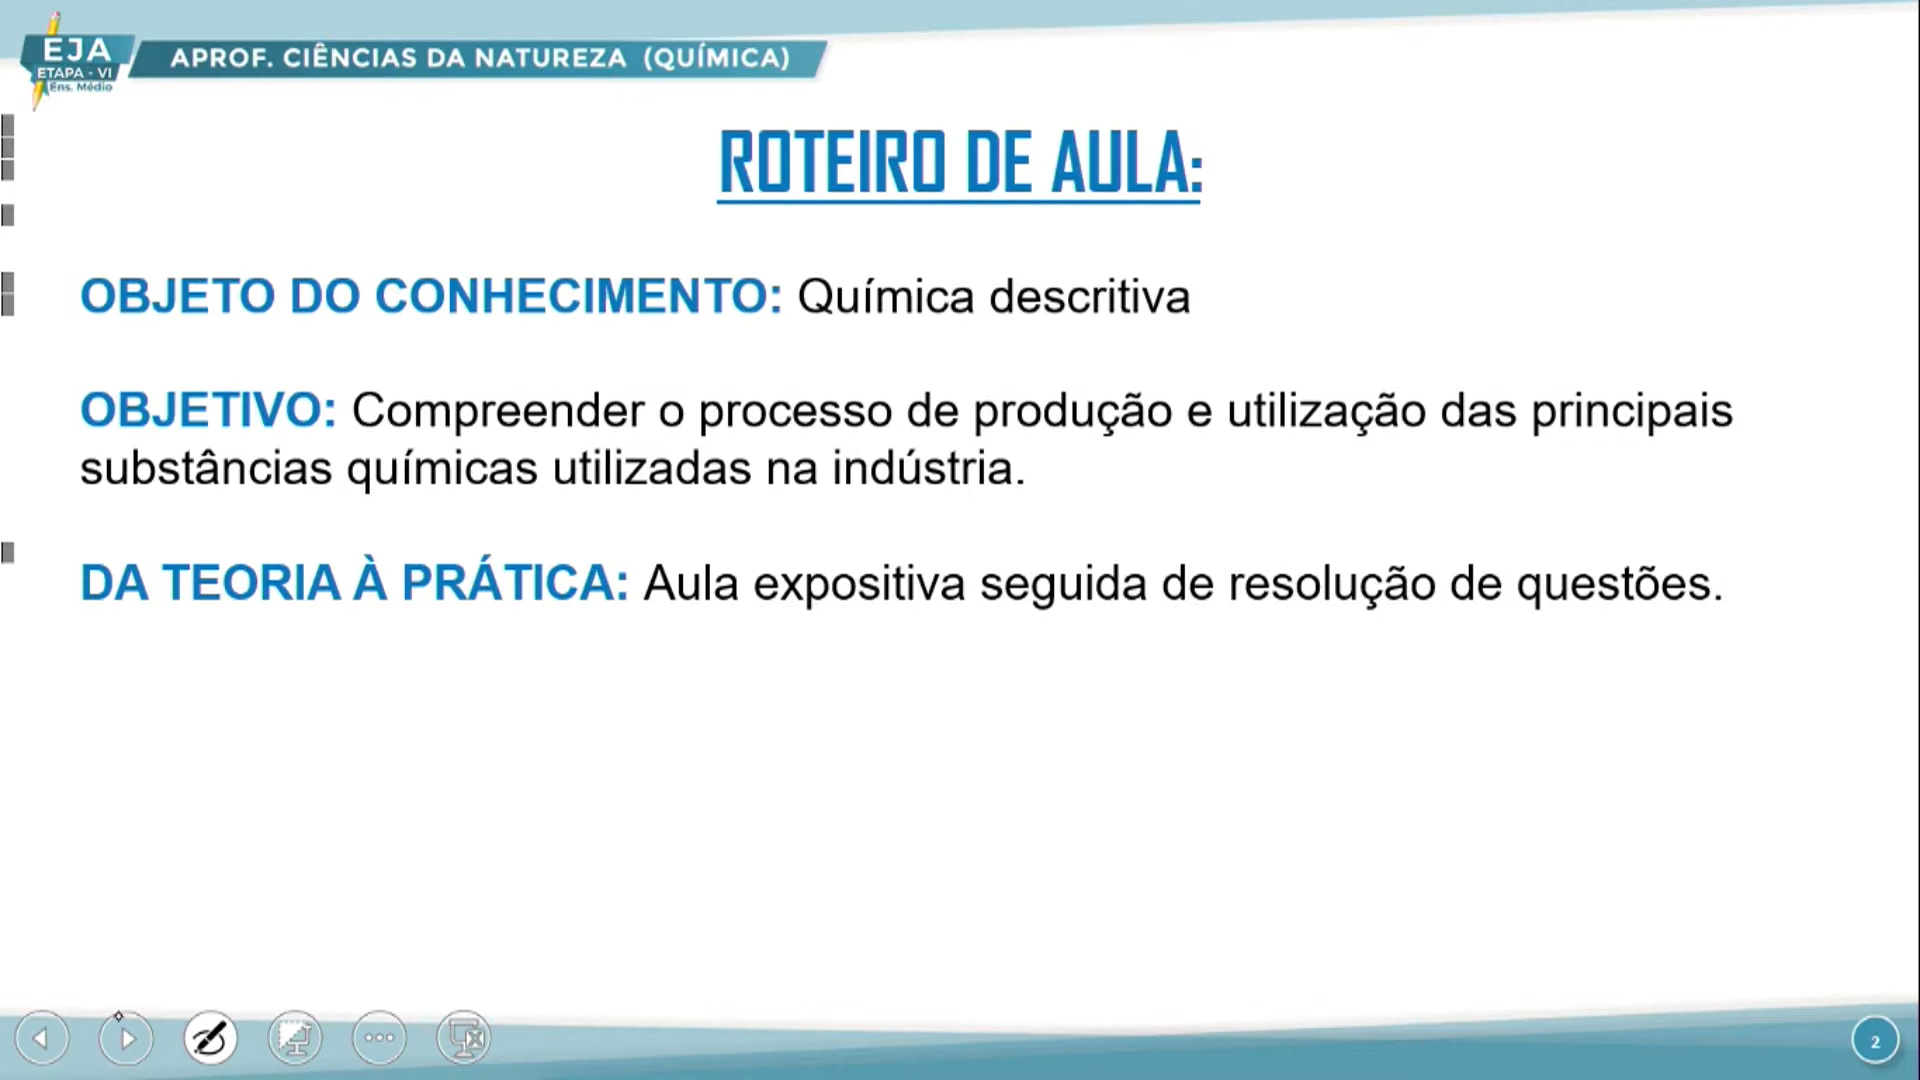 EJA
ETAPA - VI
Ens. Médio
APROF. CIÊNCIAS DA NATUREZA (QUÍMICA)
ROTEIRO DE AULA:
OBJETO DO CONHECIMENTO: Química descritiva
OBJETIVO: Compreender o processo de produção e utilização das principais
substâncias químicas utilizadas na indústria.
DA TEORIA À PRÁTICA: Aula expositiva seguida de resolução de questões.
2